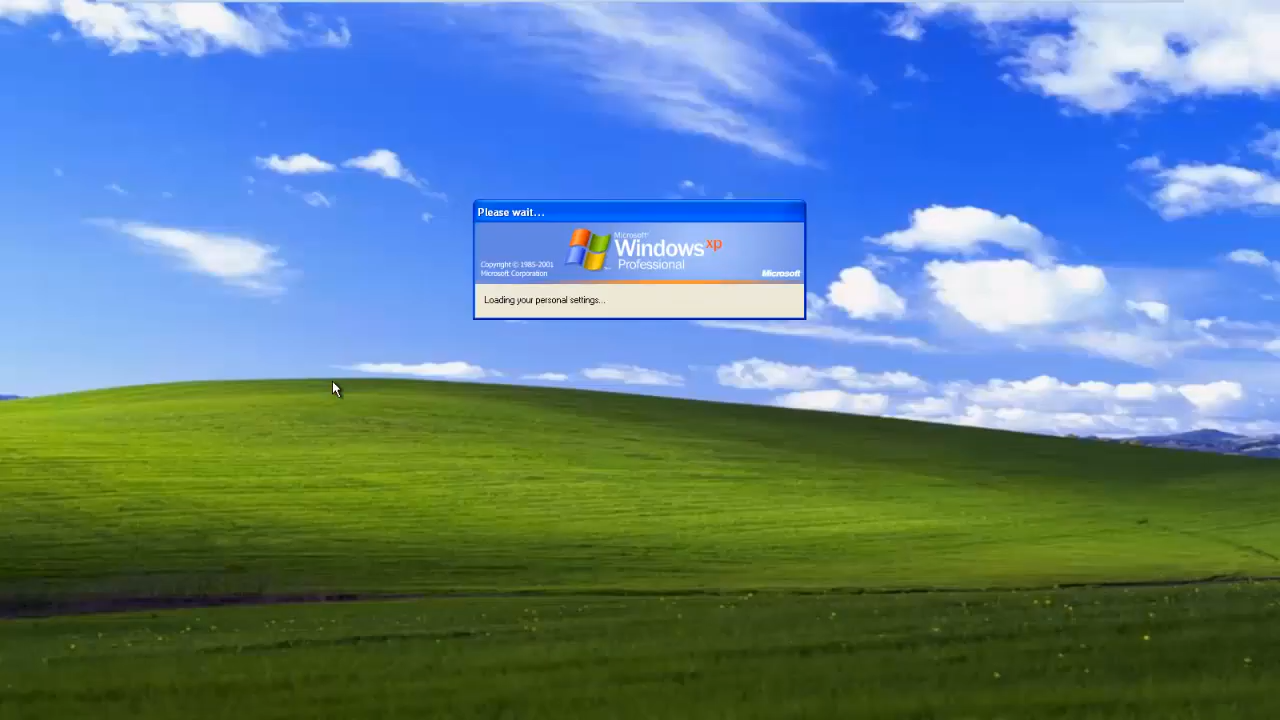 Please wait...
Microsoft®
Windows xp
Professional
Copyright © 1985-2001
Microsoft Corporation
Microsoft
Loading your personal settings...